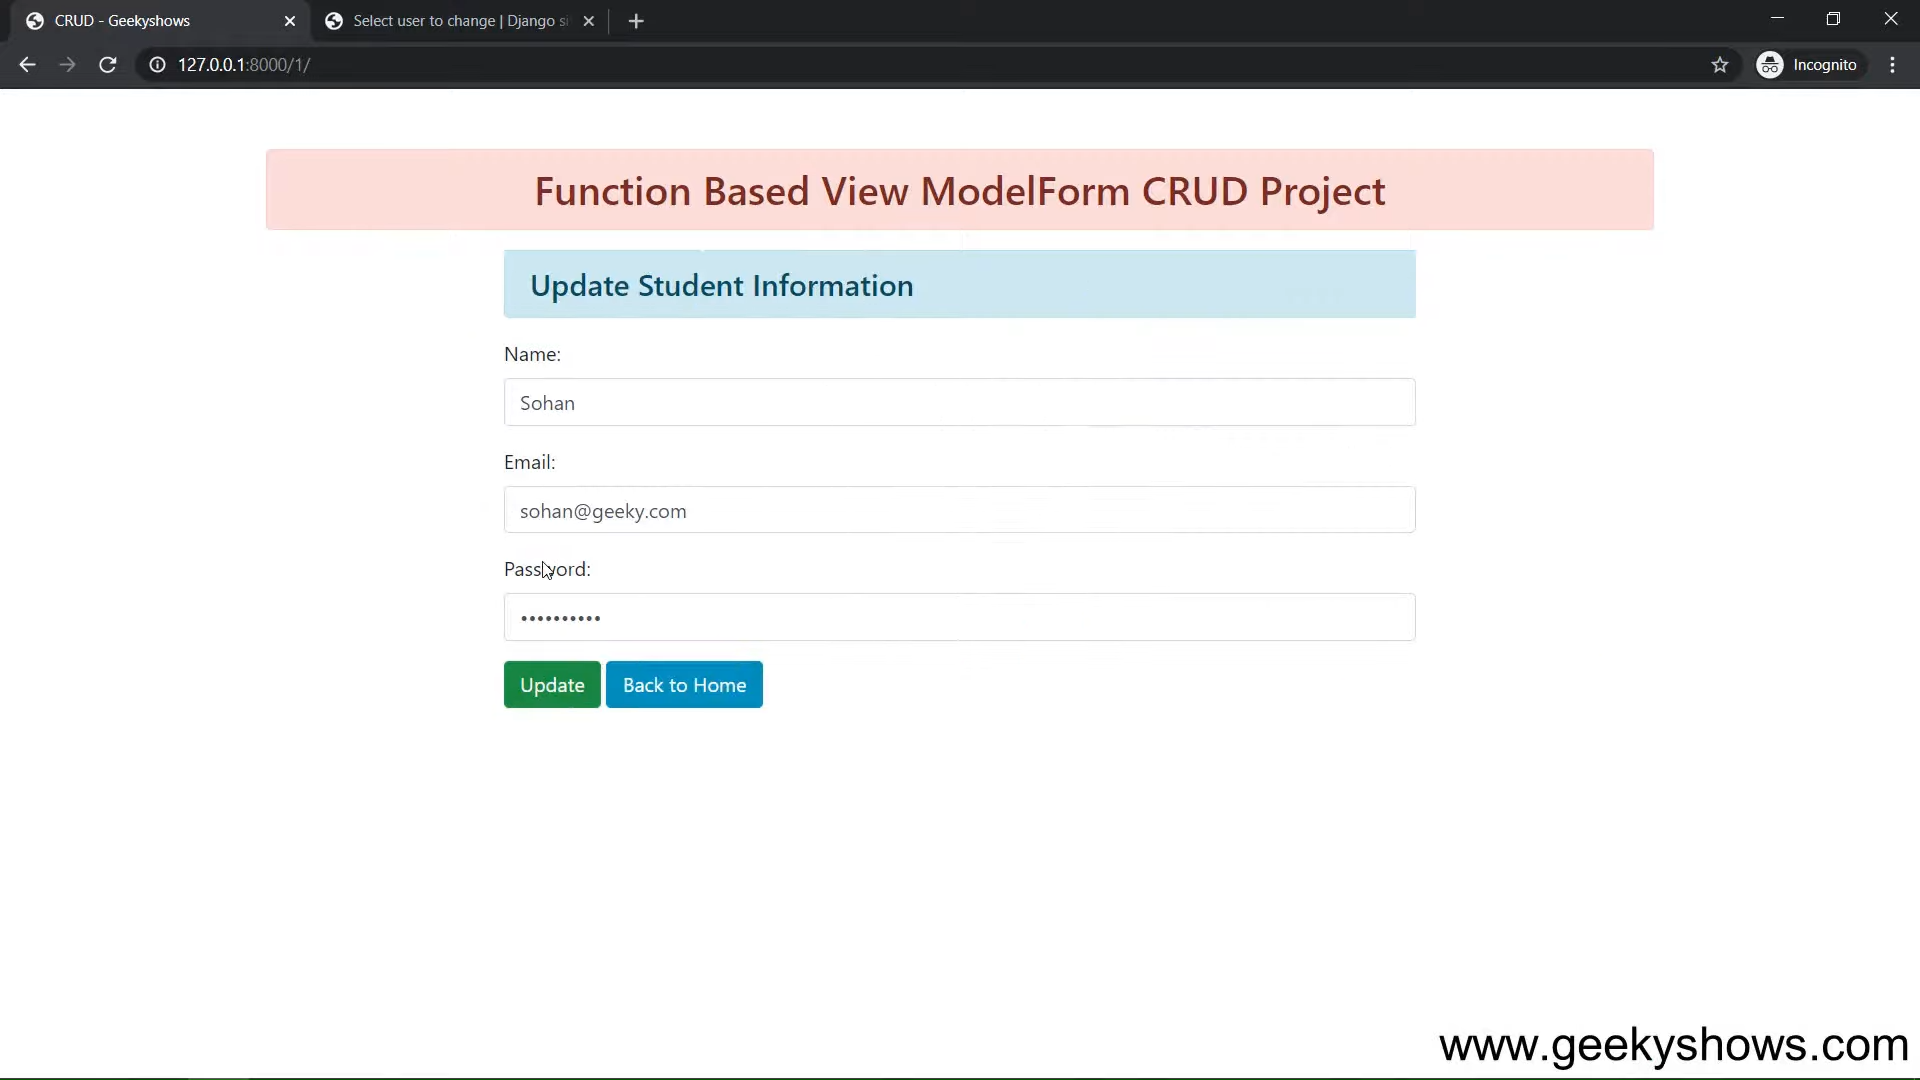 CRUD - Geekyshows
Select user to change | Django si
127.0.0.1:8000/1/
Incognito
Function Based View ModelForm CRUD Project
Update Student Information
Name:
Sohan
Email:
sohan@geeky.com
Password:
••••••••••
Update
Back to Home
www.geekyshows.com